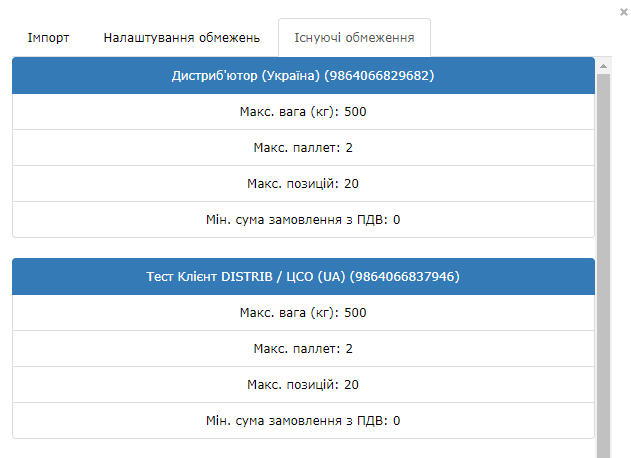 ×
Імпорт Налаштування обмежень Існуючі обмеження
Дистриб'ютор (Україна) (9864066829682)
Макс. вага (кг): 500
Макс. паллет: 2
Макс. позицій: 20
Мін. сума замовлення з ПДВ: 0
Тест Клієнт DISTRIB / ЦСО (UA) (9864066837946)
Макс. вага (кг): 500
Макс. паллет: 2
Макс. позицій: 20
Мін. сума замовлення з ПДВ: 0